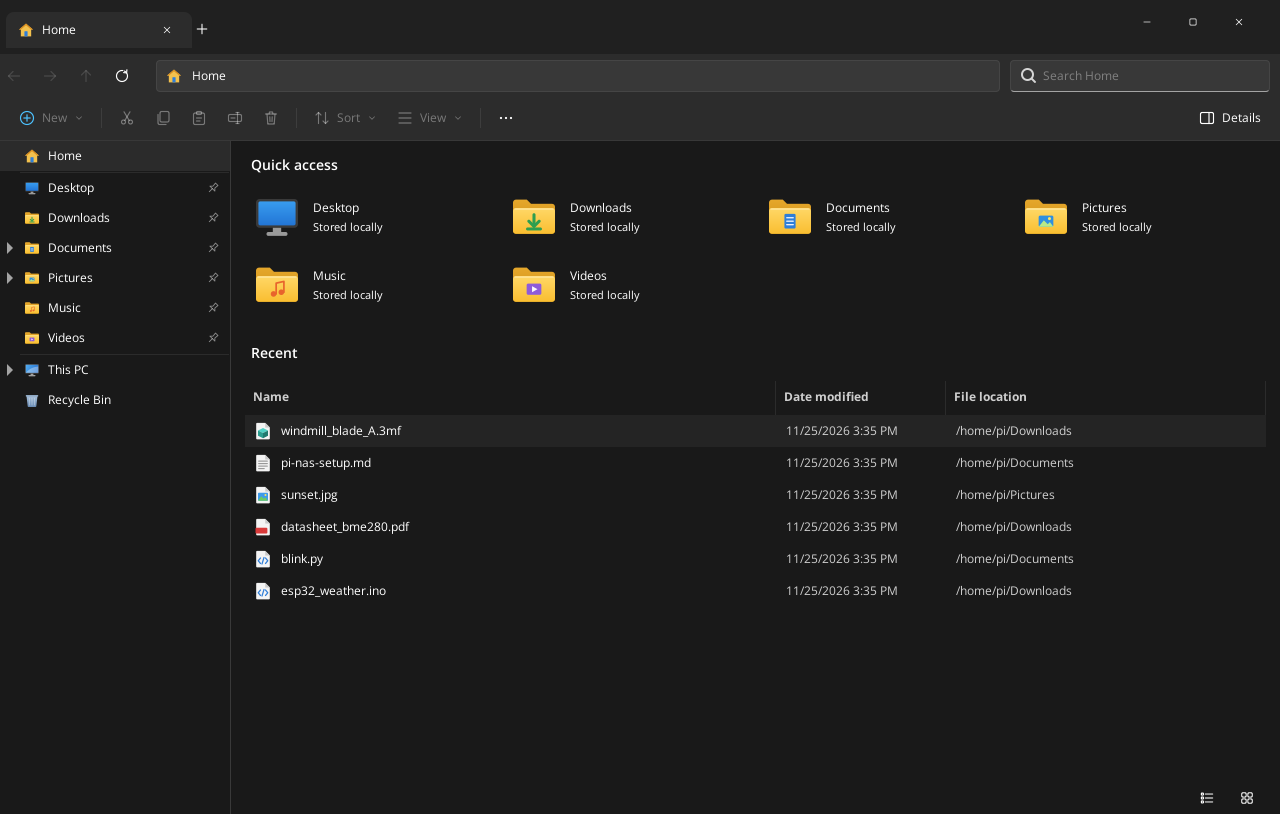 Home
Home
Search Home
New
Sort
View
Details
Home
Desktop
Downloads
Documents
Pictures
Music
Videos
This PC
Recycle Bin
Quick access
Desktop
Stored locally
Downloads
Stored locally
Documents
Stored locally
Pictures
Stored locally
Music
Stored locally
Videos
Stored locally
Recent
Name Date modified File location
windmill_blade_A.3mf 11/25/2026 3:35 PM /home/pi/Downloads
pi-nas-setup.md 11/25/2026 3:35 PM /home/pi/Documents
sunset.jpg 11/25/2026 3:35 PM /home/pi/Pictures
datasheet_bme280.pdf 11/25/2026 3:35 PM /home/pi/Downloads
blink.py 11/25/2026 3:35 PM /home/pi/Documents
esp32_weather.ino 11/25/2026 3:35 PM /home/pi/Downloads